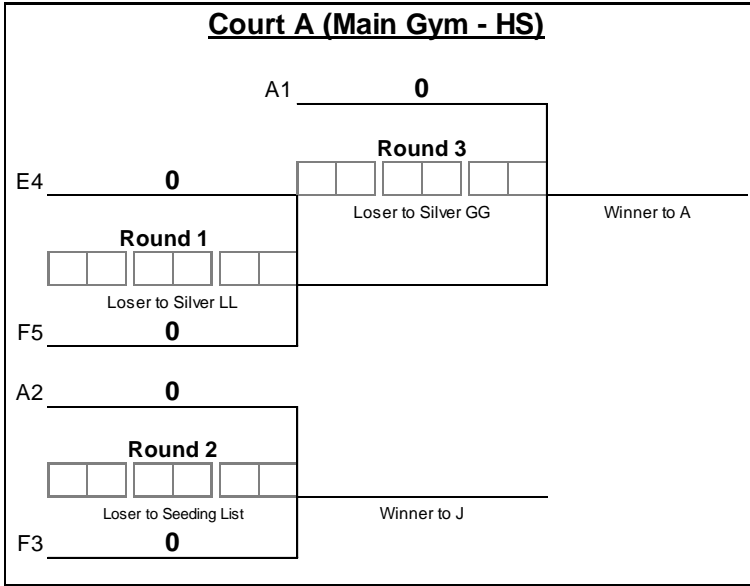 Court A (Main Gym - HS)
A1 0
Round 3
E4 0
Loser to Silver GG Winner to A
Round 1
Loser to Silver LL
F5 0
A2 0
Round 2
Loser to Seeding List Winner to J
F3 0